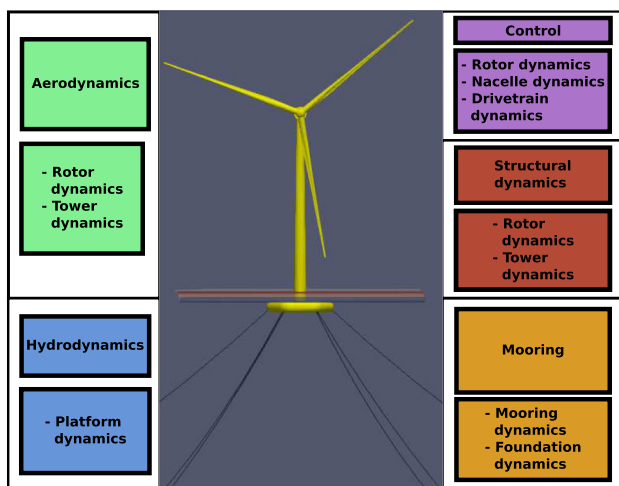 Aerodynamics
- Rotor
dynamics
- Tower
dynamics
Hydrodynamics
- Platform
dynamics
Control
- Rotor dynamics
- Nacelle dynamics
- Drivetrain
dynamics
Structural
dynamics
- Rotor
dynamics
- Tower
dynamics
Mooring
- Mooring
dynamics
- Foundation
dynamics